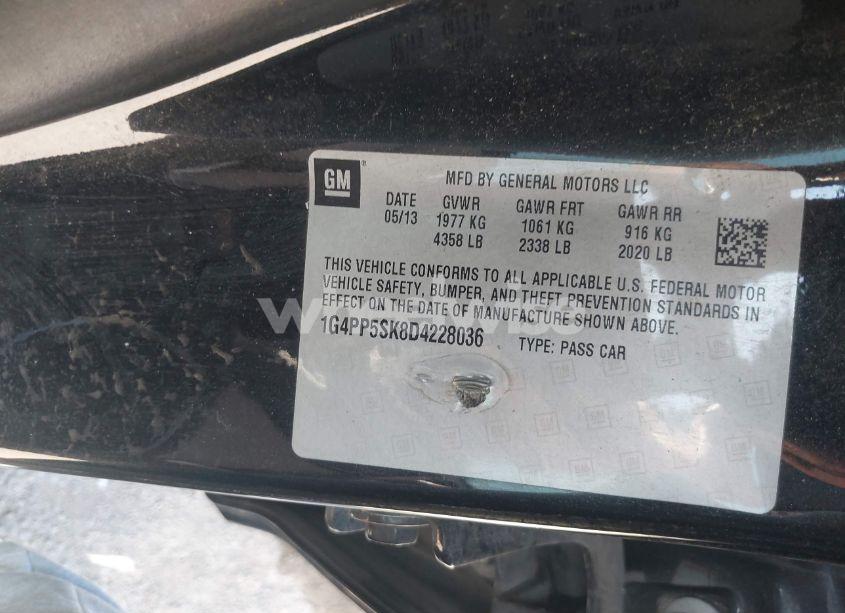 GM
MFD BY GENERAL MOTORS LLC
DATE GVWR GAWR FRT GAWR RR
05/13 1977 KG 1061 KG 916 KG
4358 LB 2338 LB 2020 LB
THIS VEHICLE CONFORMS TO ALL APPLICABLE U.S. FEDERAL MOTOR
VEHICLE SAFETY, BUMPER, AND THEFT PREVENTION STANDARDS IN
EFFECT ON THE DATE OF MANUFACTURE SHOWN ABOVE.
1G4PP5SK8D4228036 TYPE: PASS CAR